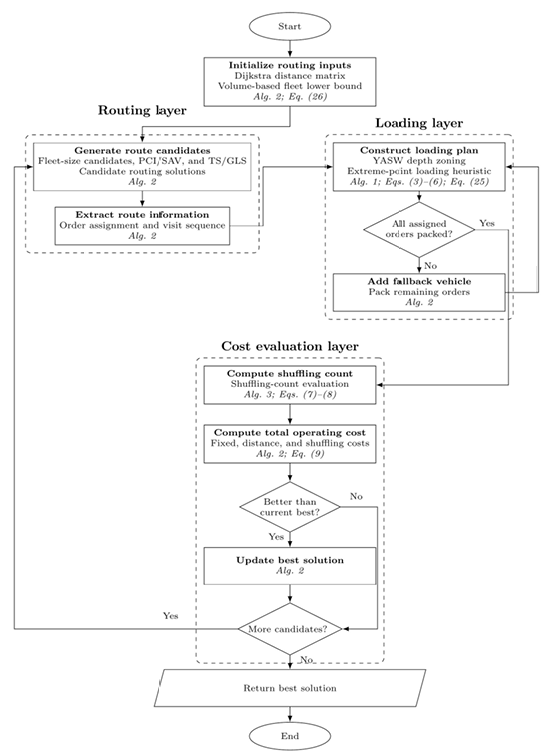 Start
Initialize routing inputs
Dijkstra distance matrix
Volume-based fleet lower bound
Alg. 2; Eq. (26)
Routing layer
Generate route candidates
Fleet-size candidates, PCI/SAV, and TS/GLS
Candidate routing solutions
Alg. 2
Extract route information
Order assignment and visit sequence
Alg. 2
Loading layer
Construct loading plan
YASW depth zoning
Extreme-point loading heuristic
Alg. 1; Eqs. (3)–(6); Eq. (25)
All assigned
orders packed?
Yes
No
Add fallback vehicle
Pack remaining orders
Alg. 2
Cost evaluation layer
Compute shuffling count
Shuffling-count evaluation
Alg. 3; Eqs. (7)–(8)
Compute total operating cost
Fixed, distance, and shuffling costs
Alg. 2; Eq. (9)
Better than
current best?
No
Yes
Update best solution
Alg. 2
More candidates?
Yes
No
Return best solution
End